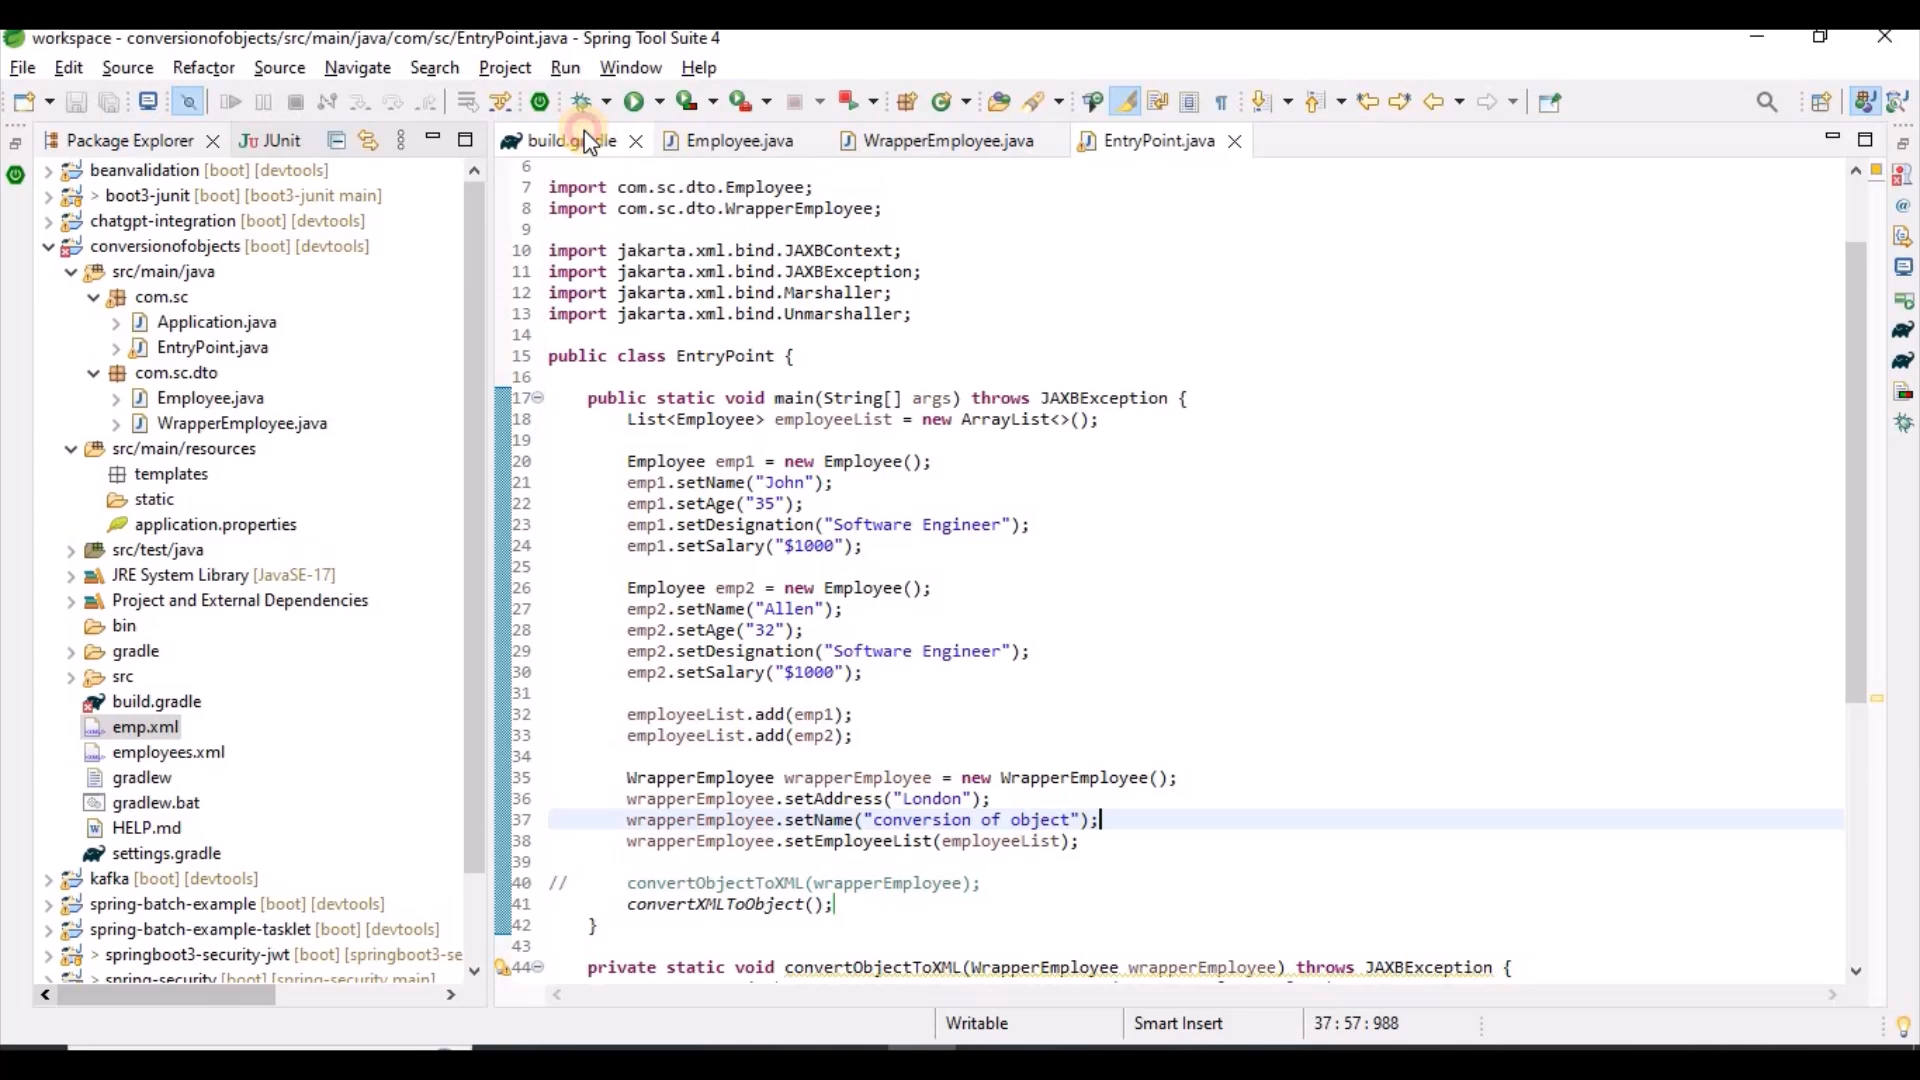 workspace - conversionofobjects/src/main/java/com/sc/EntryPoint.java - Spring Tool Suite 4
File Edit Source Refactor Source Navigate Search Project Run Window Help
Package Explorer
JUnit
build.gradle
Employee.java
WrapperEmployee.java
EntryPoint.java
beanvalidation [boot] [devtools]
> boot3-junit [boot] [boot3-junit main]
chatgpt-integration [boot] [devtools]
conversionofobjects [boot] [devtools]
src/main/java
com.sc
Application.java
EntryPoint.java
com.sc.dto
Employee.java
WrapperEmployee.java
src/main/resources
templates
static
application.properties
src/test/java
JRE System Library [JavaSE-17]
Project and External Dependencies
bin
gradle
src
build.gradle
emp.xml
employees.xml
gradlew
gradlew.bat
HELP.md
settings.gradle
kafka [boot] [devtools]
spring-batch-example [boot] [devtools]
spring-batch-example-tasklet [boot] [devtools]
> springboot3-security-jwt [boot] [springboot3-se
> spring-security [boot] [spring-security main]
6
7 import com.sc.dto.Employee;
8 import com.sc.dto.WrapperEmployee;
9
10 import jakarta.xml.bind.JAXBContext;
11 import jakarta.xml.bind.JAXBException;
12 import jakarta.xml.bind.Marshaller;
13 import jakarta.xml.bind.Unmarshaller;
14
15 public class EntryPoint {
16
17 public static void main(String[] args) throws JAXBException {
18 List<Employee> employeeList = new ArrayList<>();
19
20 Employee emp1 = new Employee();
21 emp1.setName("John");
22 emp1.setAge("35");
23 emp1.setDesignation("Software Engineer");
24 emp1.setSalary("$1000");
25
26 Employee emp2 = new Employee();
27 emp2.setName("Allen");
28 emp2.setAge("32");
29 emp2.setDesignation("Software Engineer");
30 emp2.setSalary("$1000");
31
32 employeeList.add(emp1);
33 employeeList.add(emp2);
34
35 WrapperEmployee wrapperEmployee = new WrapperEmployee();
36 wrapperEmployee.setAddress("London");
37 wrapperEmployee.setName("conversion of object");
38 wrapperEmployee.setEmployeeList(employeeList);
39
40 // convertObjectToXML(wrapperEmployee);
41 convertXMLToObject();
42 }
43
44 private static void convertObjectToXML(WrapperEmployee wrapperEmployee) throws JAXBException {
Writable
Smart Insert
37 : 57 : 988